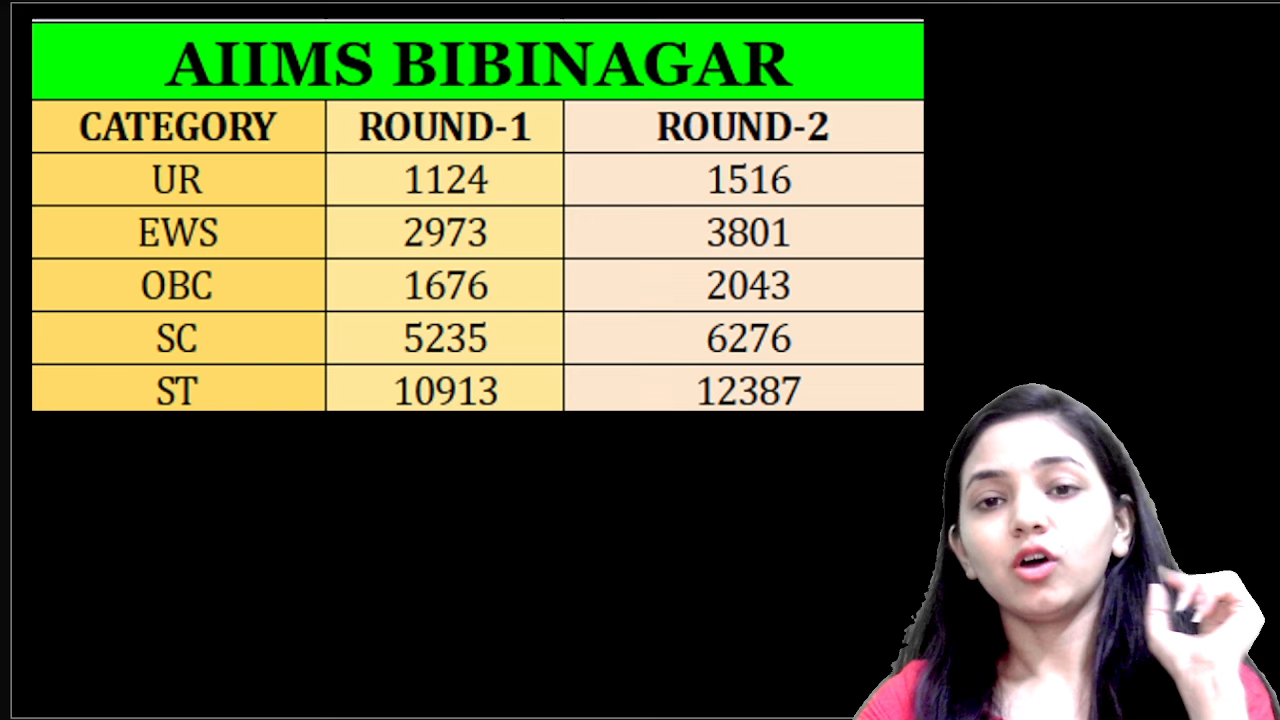 AIIMS BIBINAGAR
CATEGORY ROUND-1 ROUND-2
UR 1124 1516
EWS 2973 3801
OBC 1676 2043
SC 5235 6276
ST 10913 12387